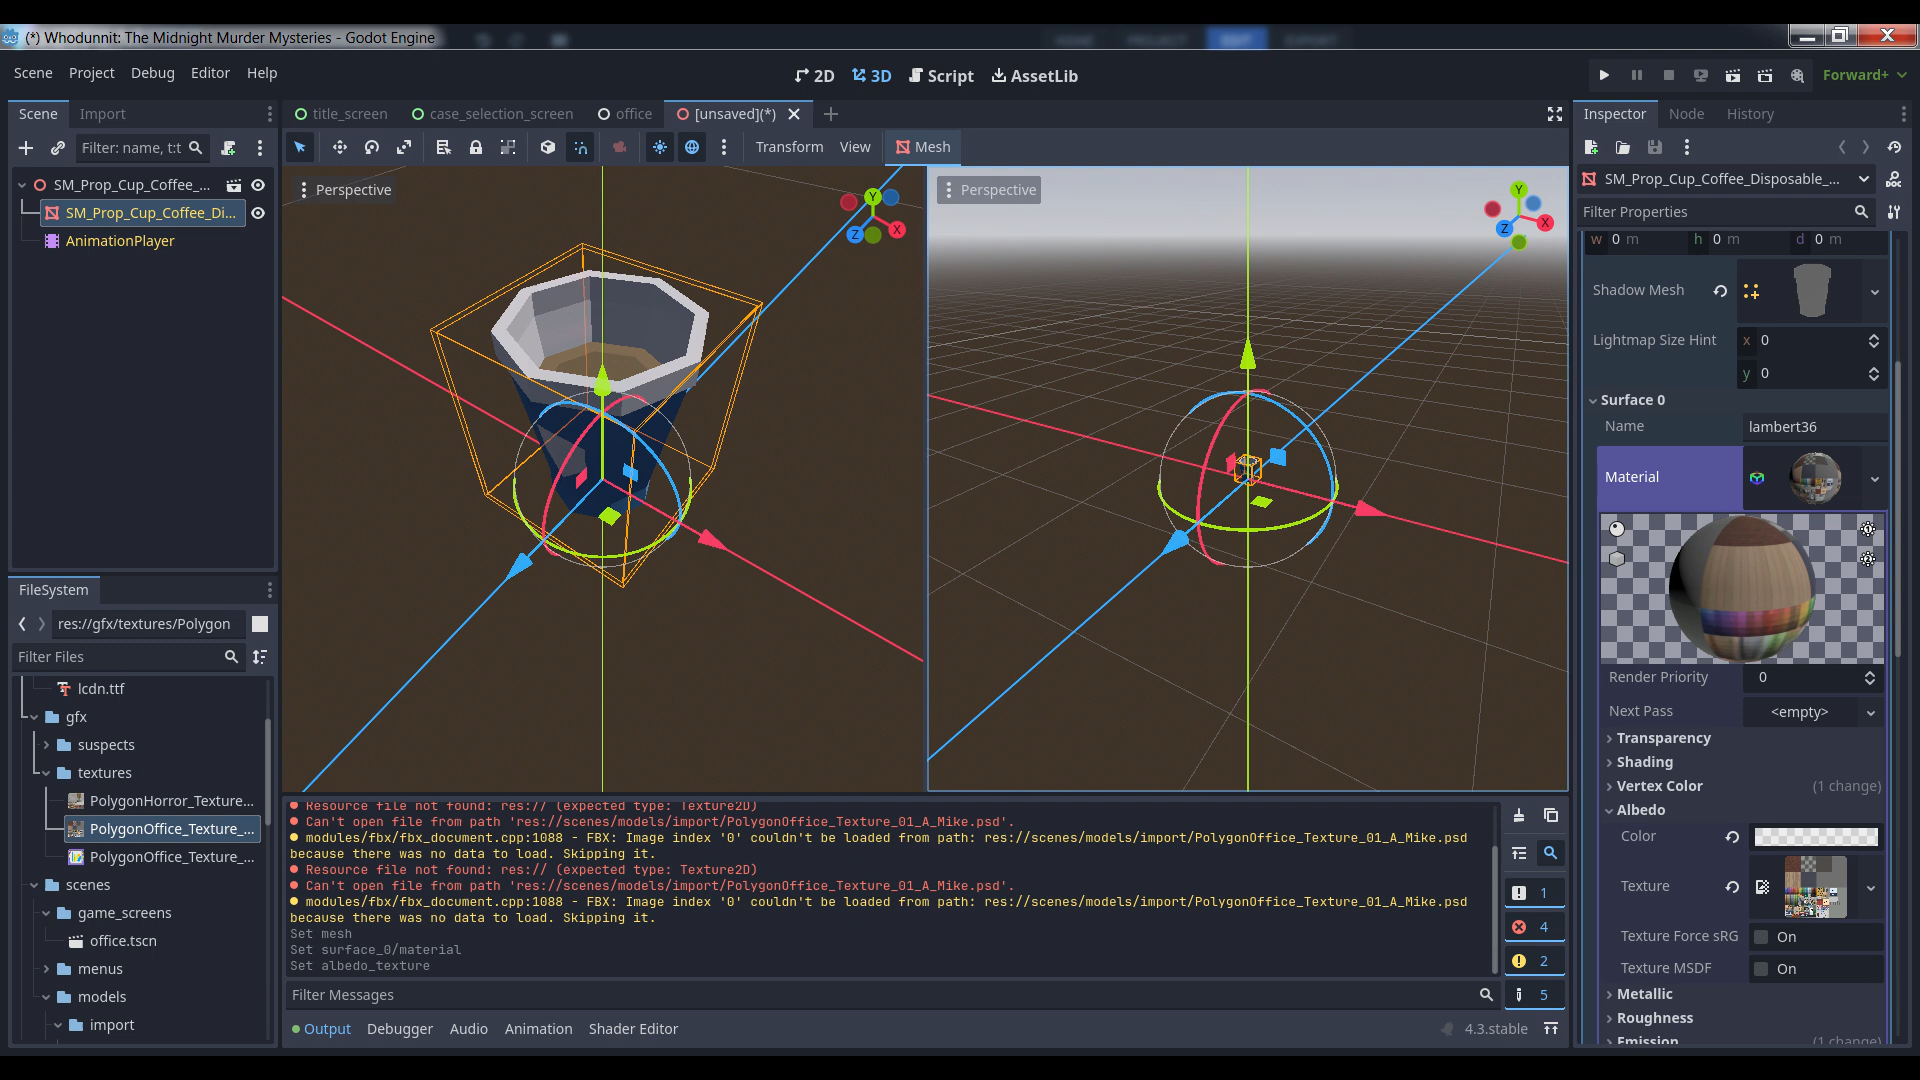 (*) Whodunnit: The Midnight Murder Mysteries - Godot Engine
Scene Project Debug Editor Help
2D 3D Script AssetLib
Forward+
Scene Import
title_screen case_selection_screen office [unsaved](*)
Inspector Node History
Filter: name, t:t
Transform View Mesh
SM_Prop_Cup_Coffee_...
SM_Prop_Cup_Coffee_Di...
AnimationPlayer
Perspective
Y
X
Z
Perspective
Y
X
Z
SM_Prop_Cup_Coffee_Disposable_...
DOC
Filter Properties
w 0 m h 0 m d 0 m
Shadow Mesh
Lightmap Size Hint x 0
y 0
Surface 0
Name lambert36
Material
Render Priority 0
Next Pass <empty>
Transparency
Shading
Vertex Color (1 change)
Albedo
Color
Texture
Texture Force sRG On
Texture MSDF On
Metallic
Roughness
Emission (1 change)
FileSystem
res://gfx/textures/Polygon
Filter Files
lcdn.ttf
gfx
suspects
textures
PolygonHorror_Texture...
PolygonOffice_Texture_...
PolygonOffice_Texture_...
scenes
game_screens
office.tscn
menus
models
import
Resource file not found: res:// (expected type: Texture2D)
Can't open file from path 'res://scenes/models/import/PolygonOffice_Texture_01_A_Mike.psd'.
modules/fbx/fbx_document.cpp:1088 - FBX: Image index '0' couldn't be loaded from path: res://scenes/models/import/PolygonOffice_Texture_01_A_Mike.psd
because there was no data to load. Skipping it.
Resource file not found: res:// (expected type: Texture2D)
Can't open file from path 'res://scenes/models/import/PolygonOffice_Texture_01_A_Mike.psd'.
modules/fbx/fbx_document.cpp:1088 - FBX: Image index '0' couldn't be loaded from path: res://scenes/models/import/PolygonOffice_Texture_01_A_Mike.psd
because there was no data to load. Skipping it.
Set mesh
Set surface_0/material
Set albedo_texture
1
4
2
5
Filter Messages
Output Debugger Audio Animation Shader Editor
4.3.stable